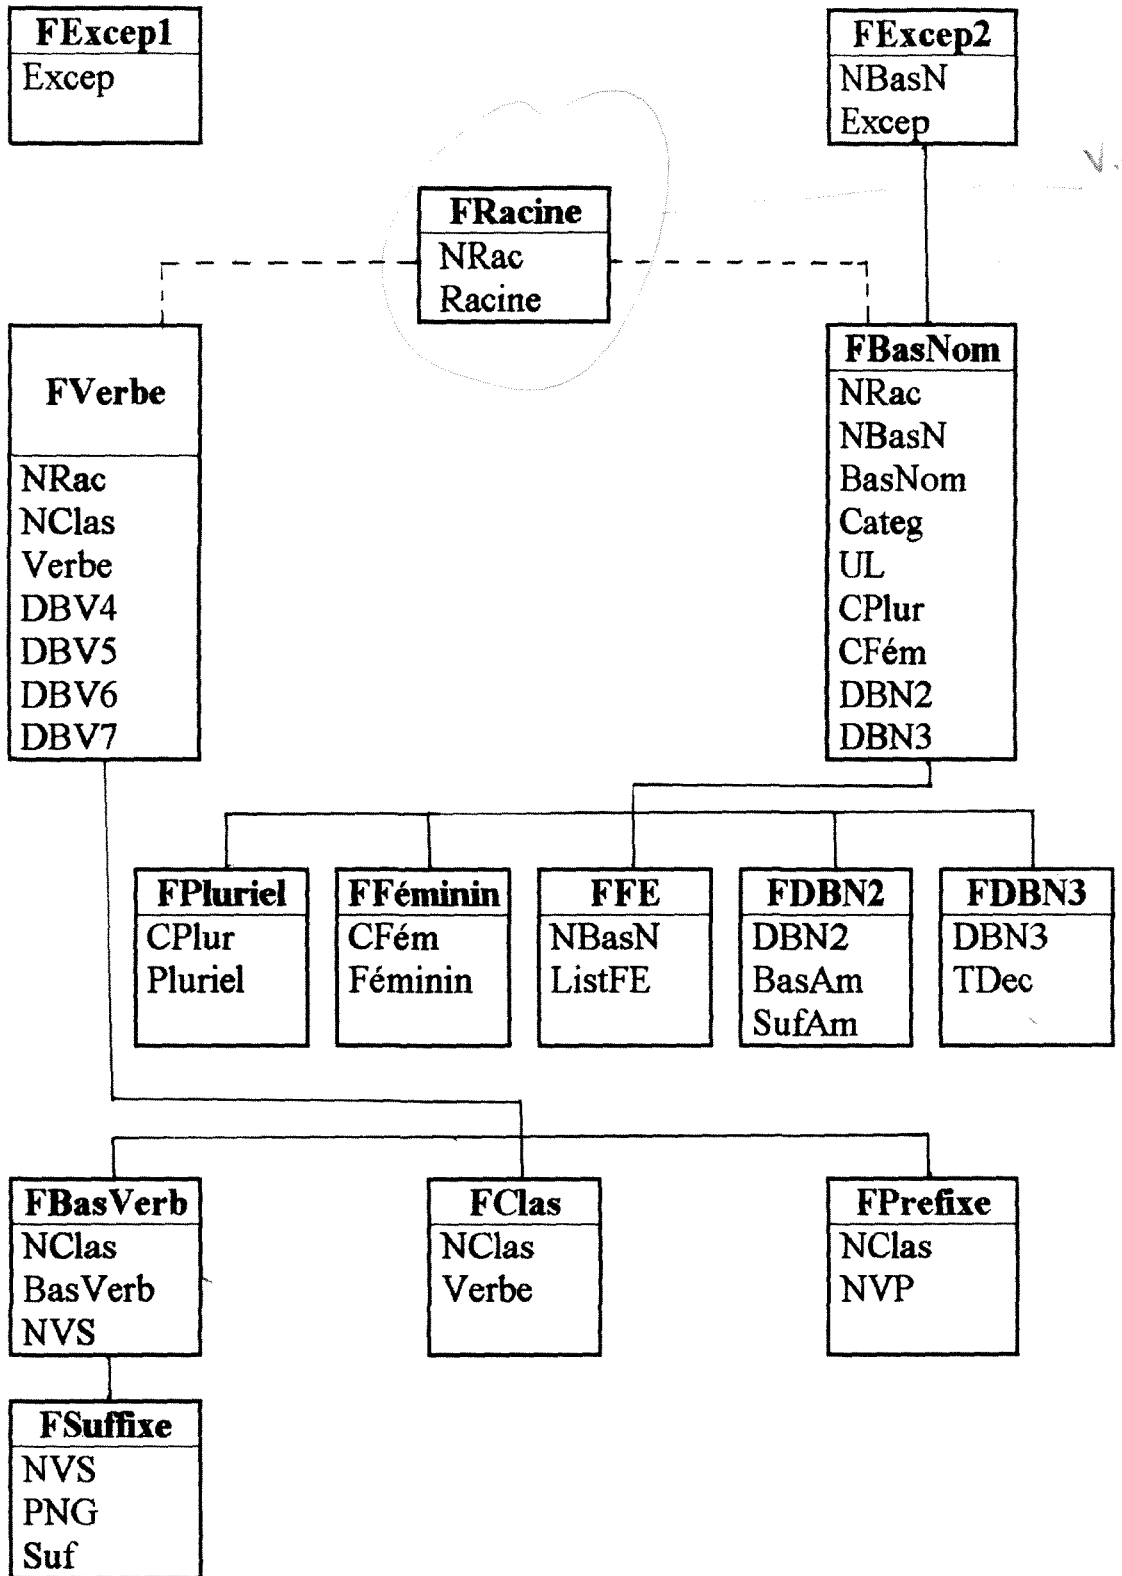 FExcep1
Excep
FExcep2
NBasN
Excep
V.
FRacine
NRac
Racine
FVerbe
NRac
NClas
Verbe
DBV4
DBV5
DBV6
DBV7
FBasNom
NRac
NBasN
BasNom
Categ
UL
CPlur
CFém
DBN2
DBN3
FPluriel
CPlur
Pluriel
FFéminin
CFém
Féminin
FFE
NBasN
ListFE
FDBN2
DBN2
BasAm
SufAm
FDBN3
DBN3
TDec
FBasVerb
NClas
BasVerb
NVS
FClas
NClas
Verbe
FPrefixe
NClas
NVP
FSuffixe
NVS
PNG
Suf